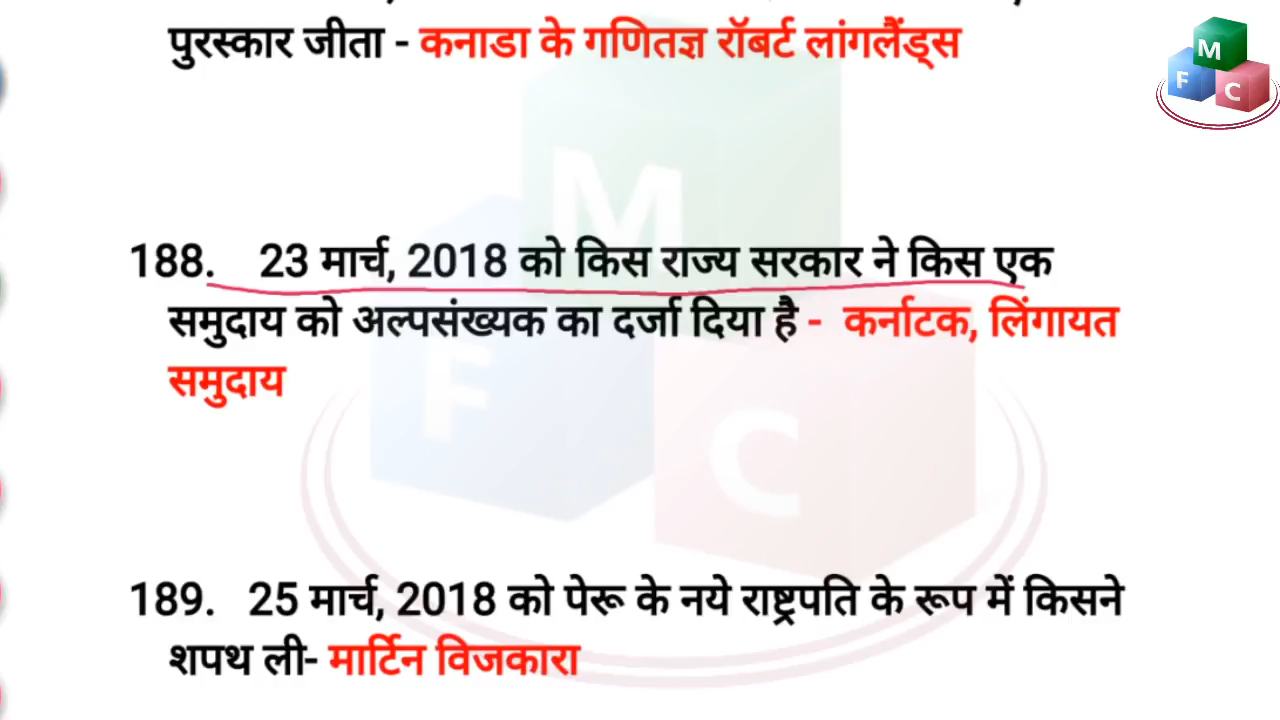 पुरस्कार जीता - कनाडा के गणितज्ञ रॉबर्ट लांगलैंड्स
M
F
C
188. 23 मार्च, 2018 को किस राज्य सरकार ने किस एक
समुदाय को अल्पसंख्यक का दर्जा दिया है - कर्नाटक, लिंगायत
समुदाय
M
F
C
189. 25 मार्च, 2018 को पेरू के नये राष्ट्रपति के रूप में किसने
शपथ ली- मार्टिन विजकारा